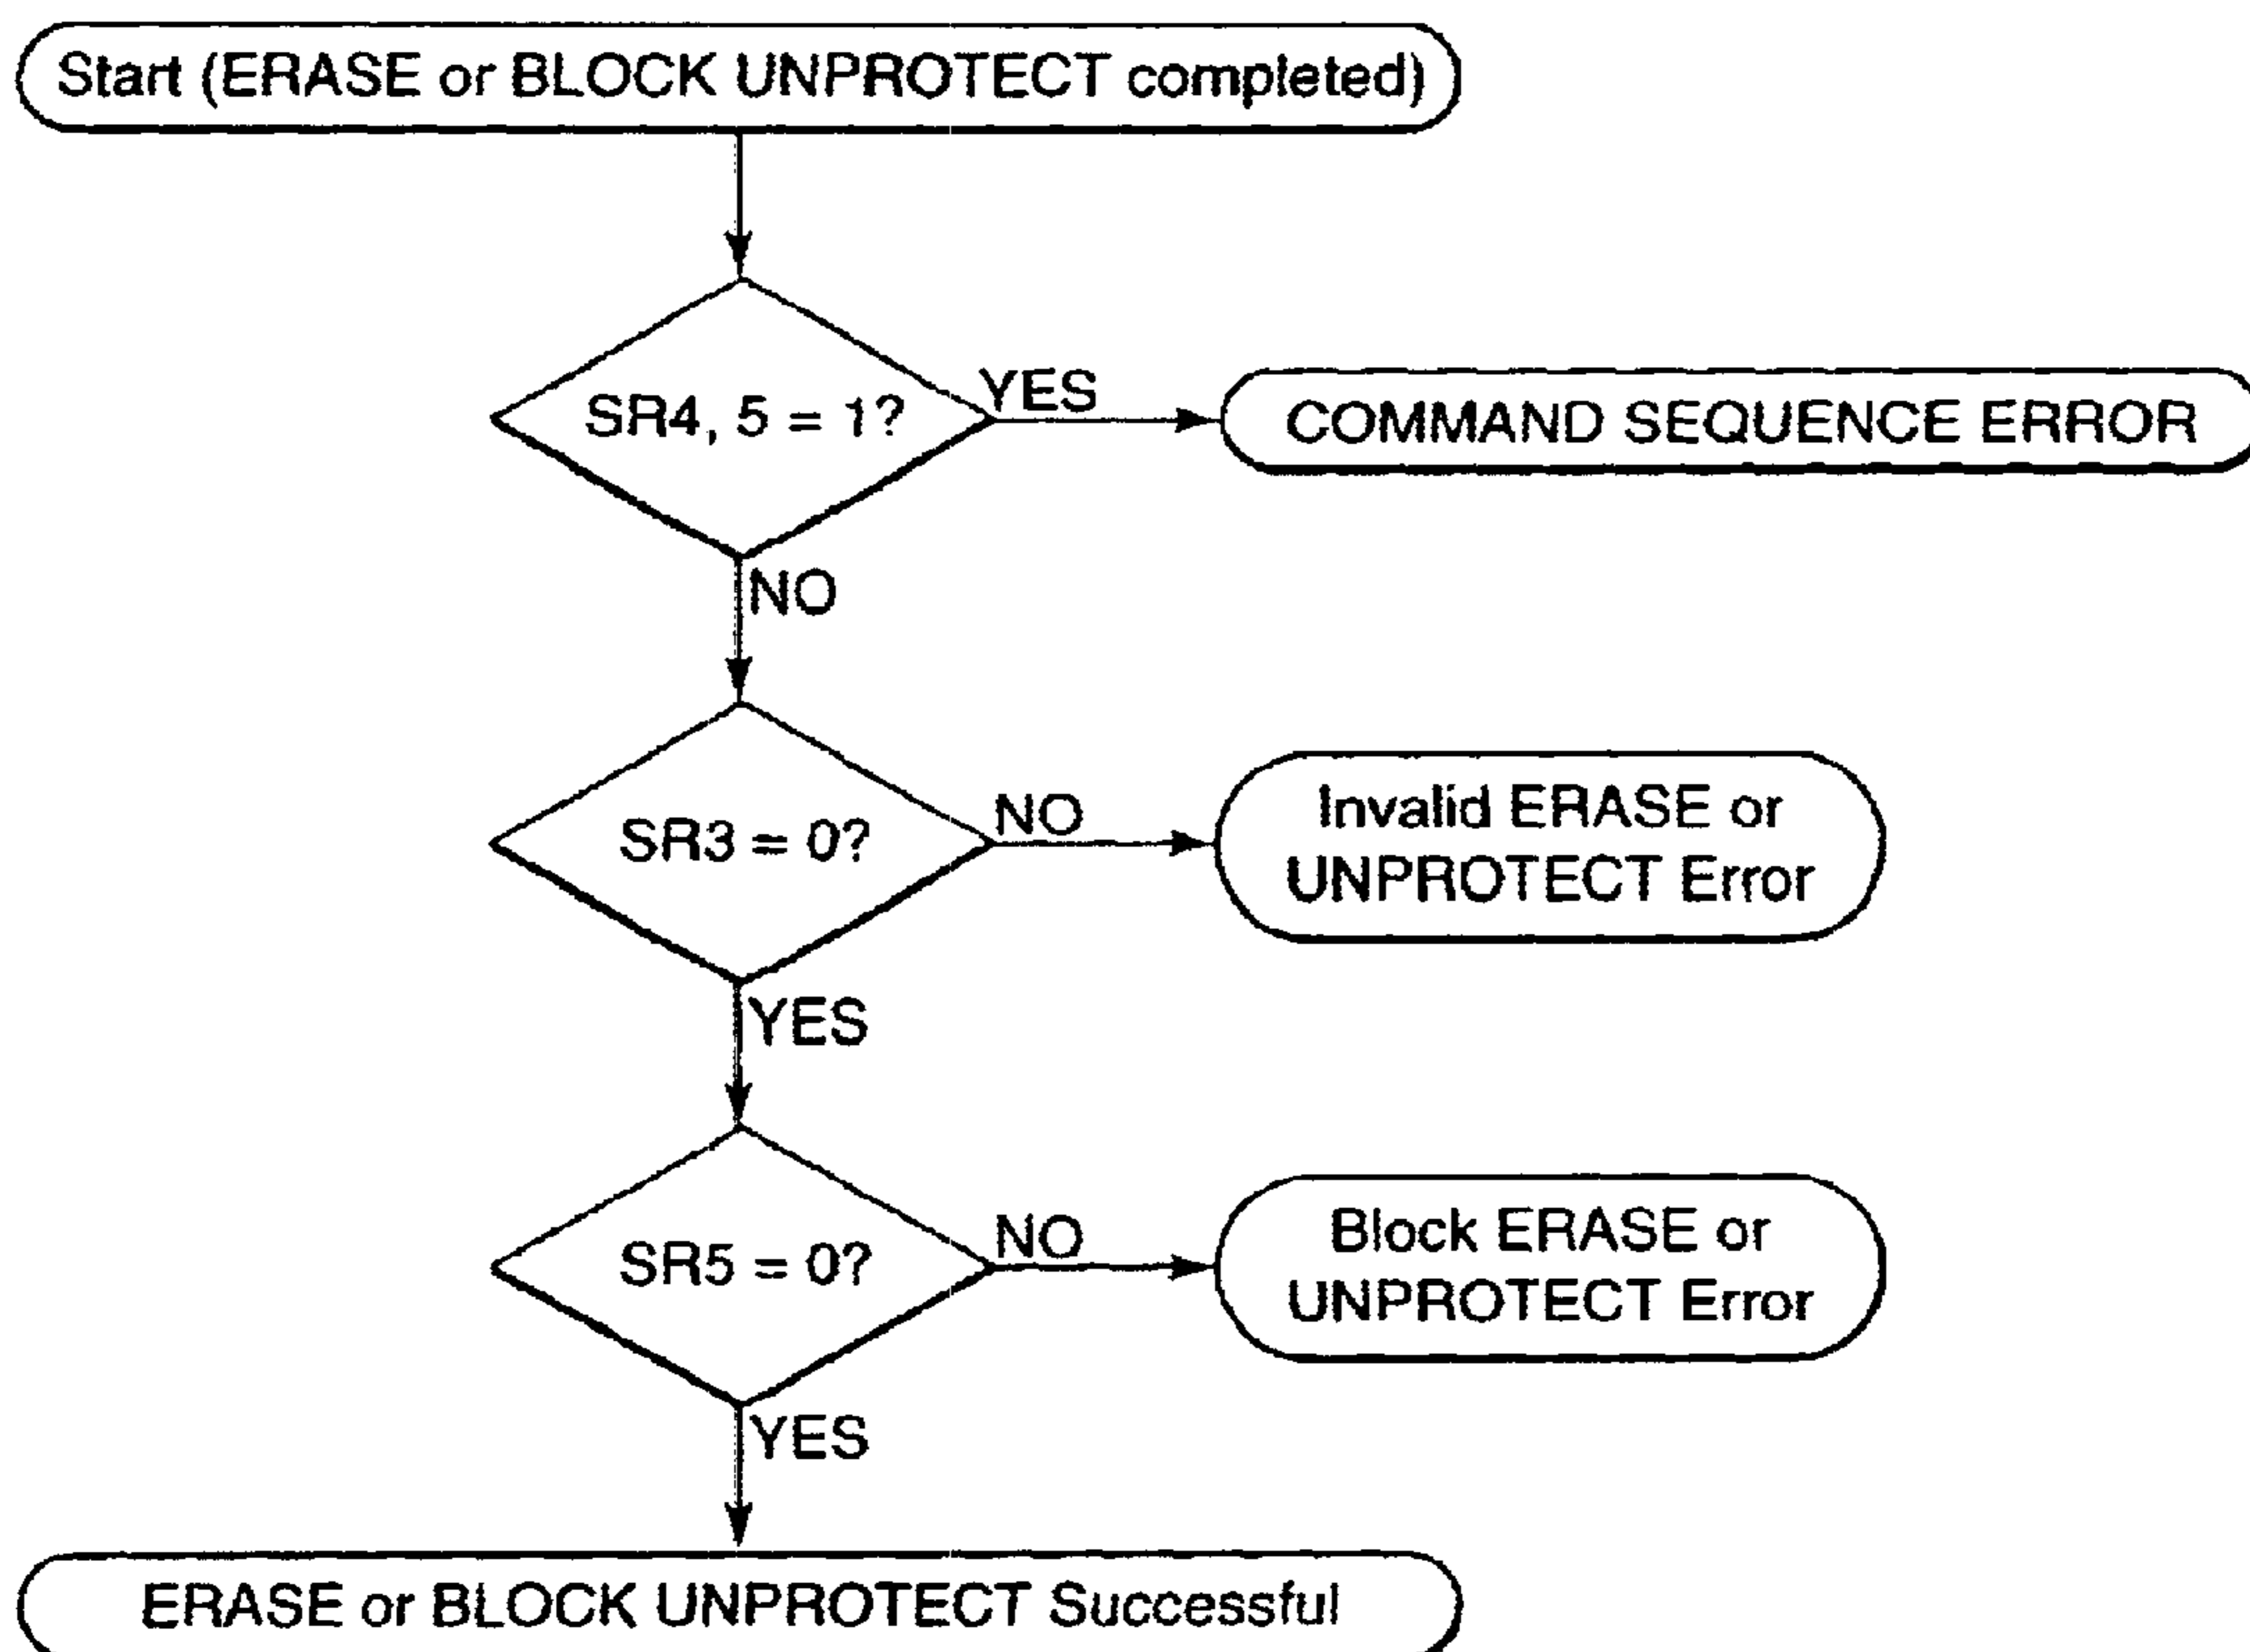 Start (ERASE or BLOCK UNPROTECT completed)
SR4, 5 = 1?
YES
COMMAND SEQUENCE ERROR
NO
SR3 = 0?
NO
Invalid ERASE or
UNPROTECT Error
YES
SR5 = 0?
NO
Block ERASE or
UNPROTECT Error
YES
ERASE or BLOCK UNPROTECT Successful